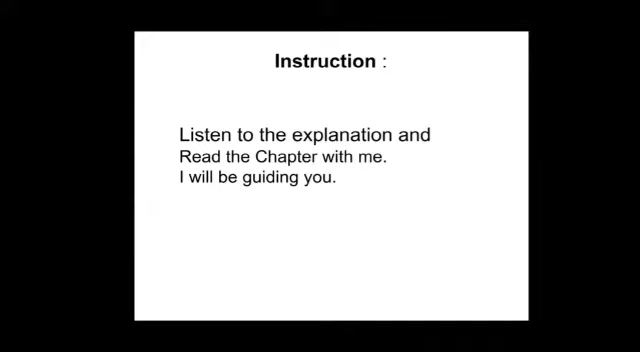 Instruction :
Listen to the explanation and
Read the Chapter with me.
I will be guiding you.